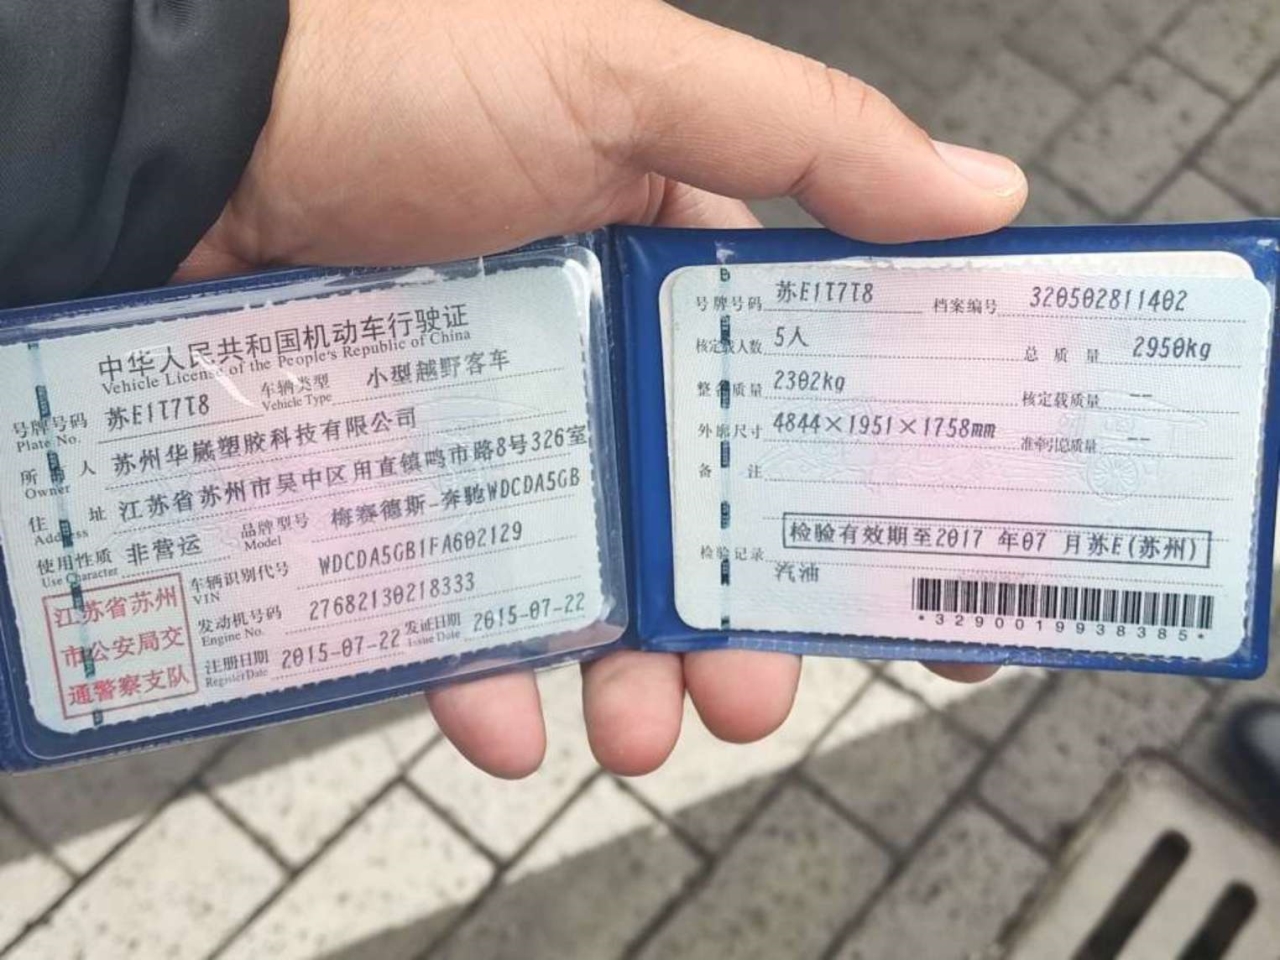 中华人民共和国机动车行驶证
Vehicle License of the People's Republic of China
号牌号码 苏E1T7T8 车辆类型 小型越野客车
Plate No. Vehicle Type
所 人 苏州华嵗塑胶科技有限公司
Owner
住 址 江苏省苏州市吴中区用直镇鸣市路8号326室
Address
使用性质 非营运 品牌型号 梅赛德斯-奔驰WDCDA5GB
Use Character Model
车辆识别代号 WDCDA5GB1FA602129
VIN
发动机号码 27682130218333
Engine No.
注册日期 2015-07-22 发证日期 2015-07-22
Register Date Issue Date
江苏省苏州
市公安局交
通警察支队
号牌号码 苏E1T7T8 档案编号 320502811402
核定载人数 5人 总质量 2950kg
整备质量 2302kg 核定载质量 --
外廓尺寸 4844×1951×1758mm 准牵引总质量 --
备 注
检验有效期至2017 年07 月苏E(苏州)
检验记录
汽油
*3290019938385*